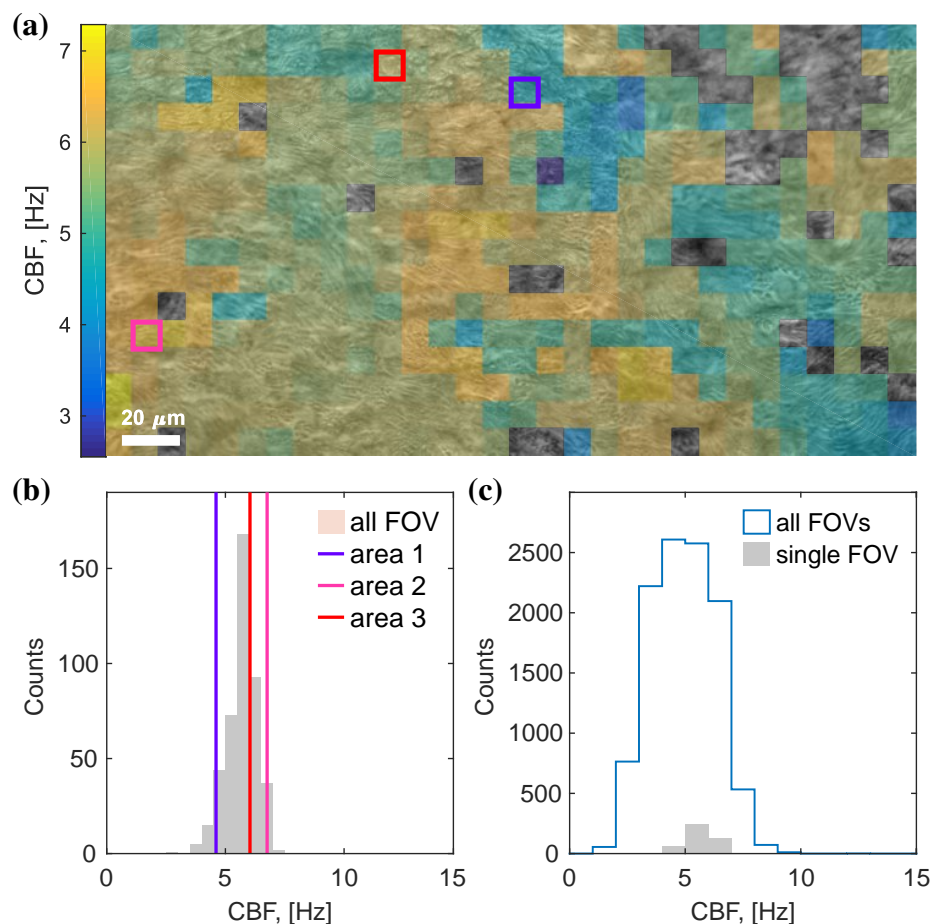 (a)
7
6
5
4
3
CBF, [Hz]
20 μm
(b)
150
100
50
0
Counts
0 5 10 15
CBF, [Hz]
all FOV
area 1
area 2
area 3
(c)
2500
2000
1500
1000
500
0
Counts
0 5 10 15
CBF, [Hz]
all FOVs
single FOV